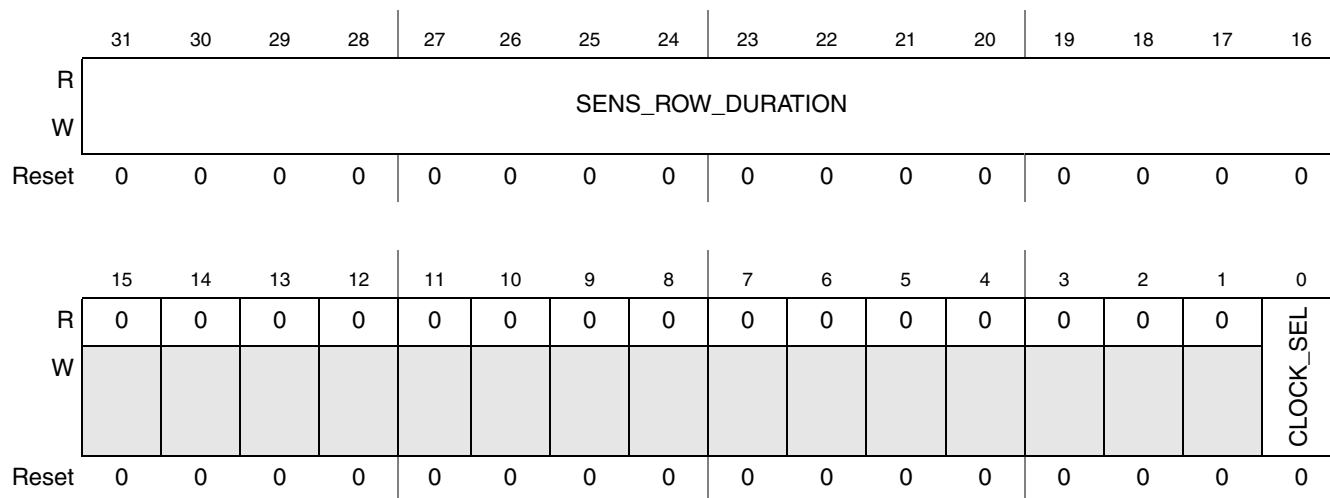 31 30 29 28 27 26 25 24 23 22 21 20 19 18 17 16
R
SENS_ROW_DURATION
W
Reset 0 0 0 0 0 0 0 0 0 0 0 0 0 0 0 0
15 14 13 12 11 10 9 8 7 6 5 4 3 2 1 0
R 0 0 0 0 0 0 0 0 0 0 0 0 0 0 0
CLOCK_SEL
W
Reset 0 0 0 0 0 0 0 0 0 0 0 0 0 0 0 0